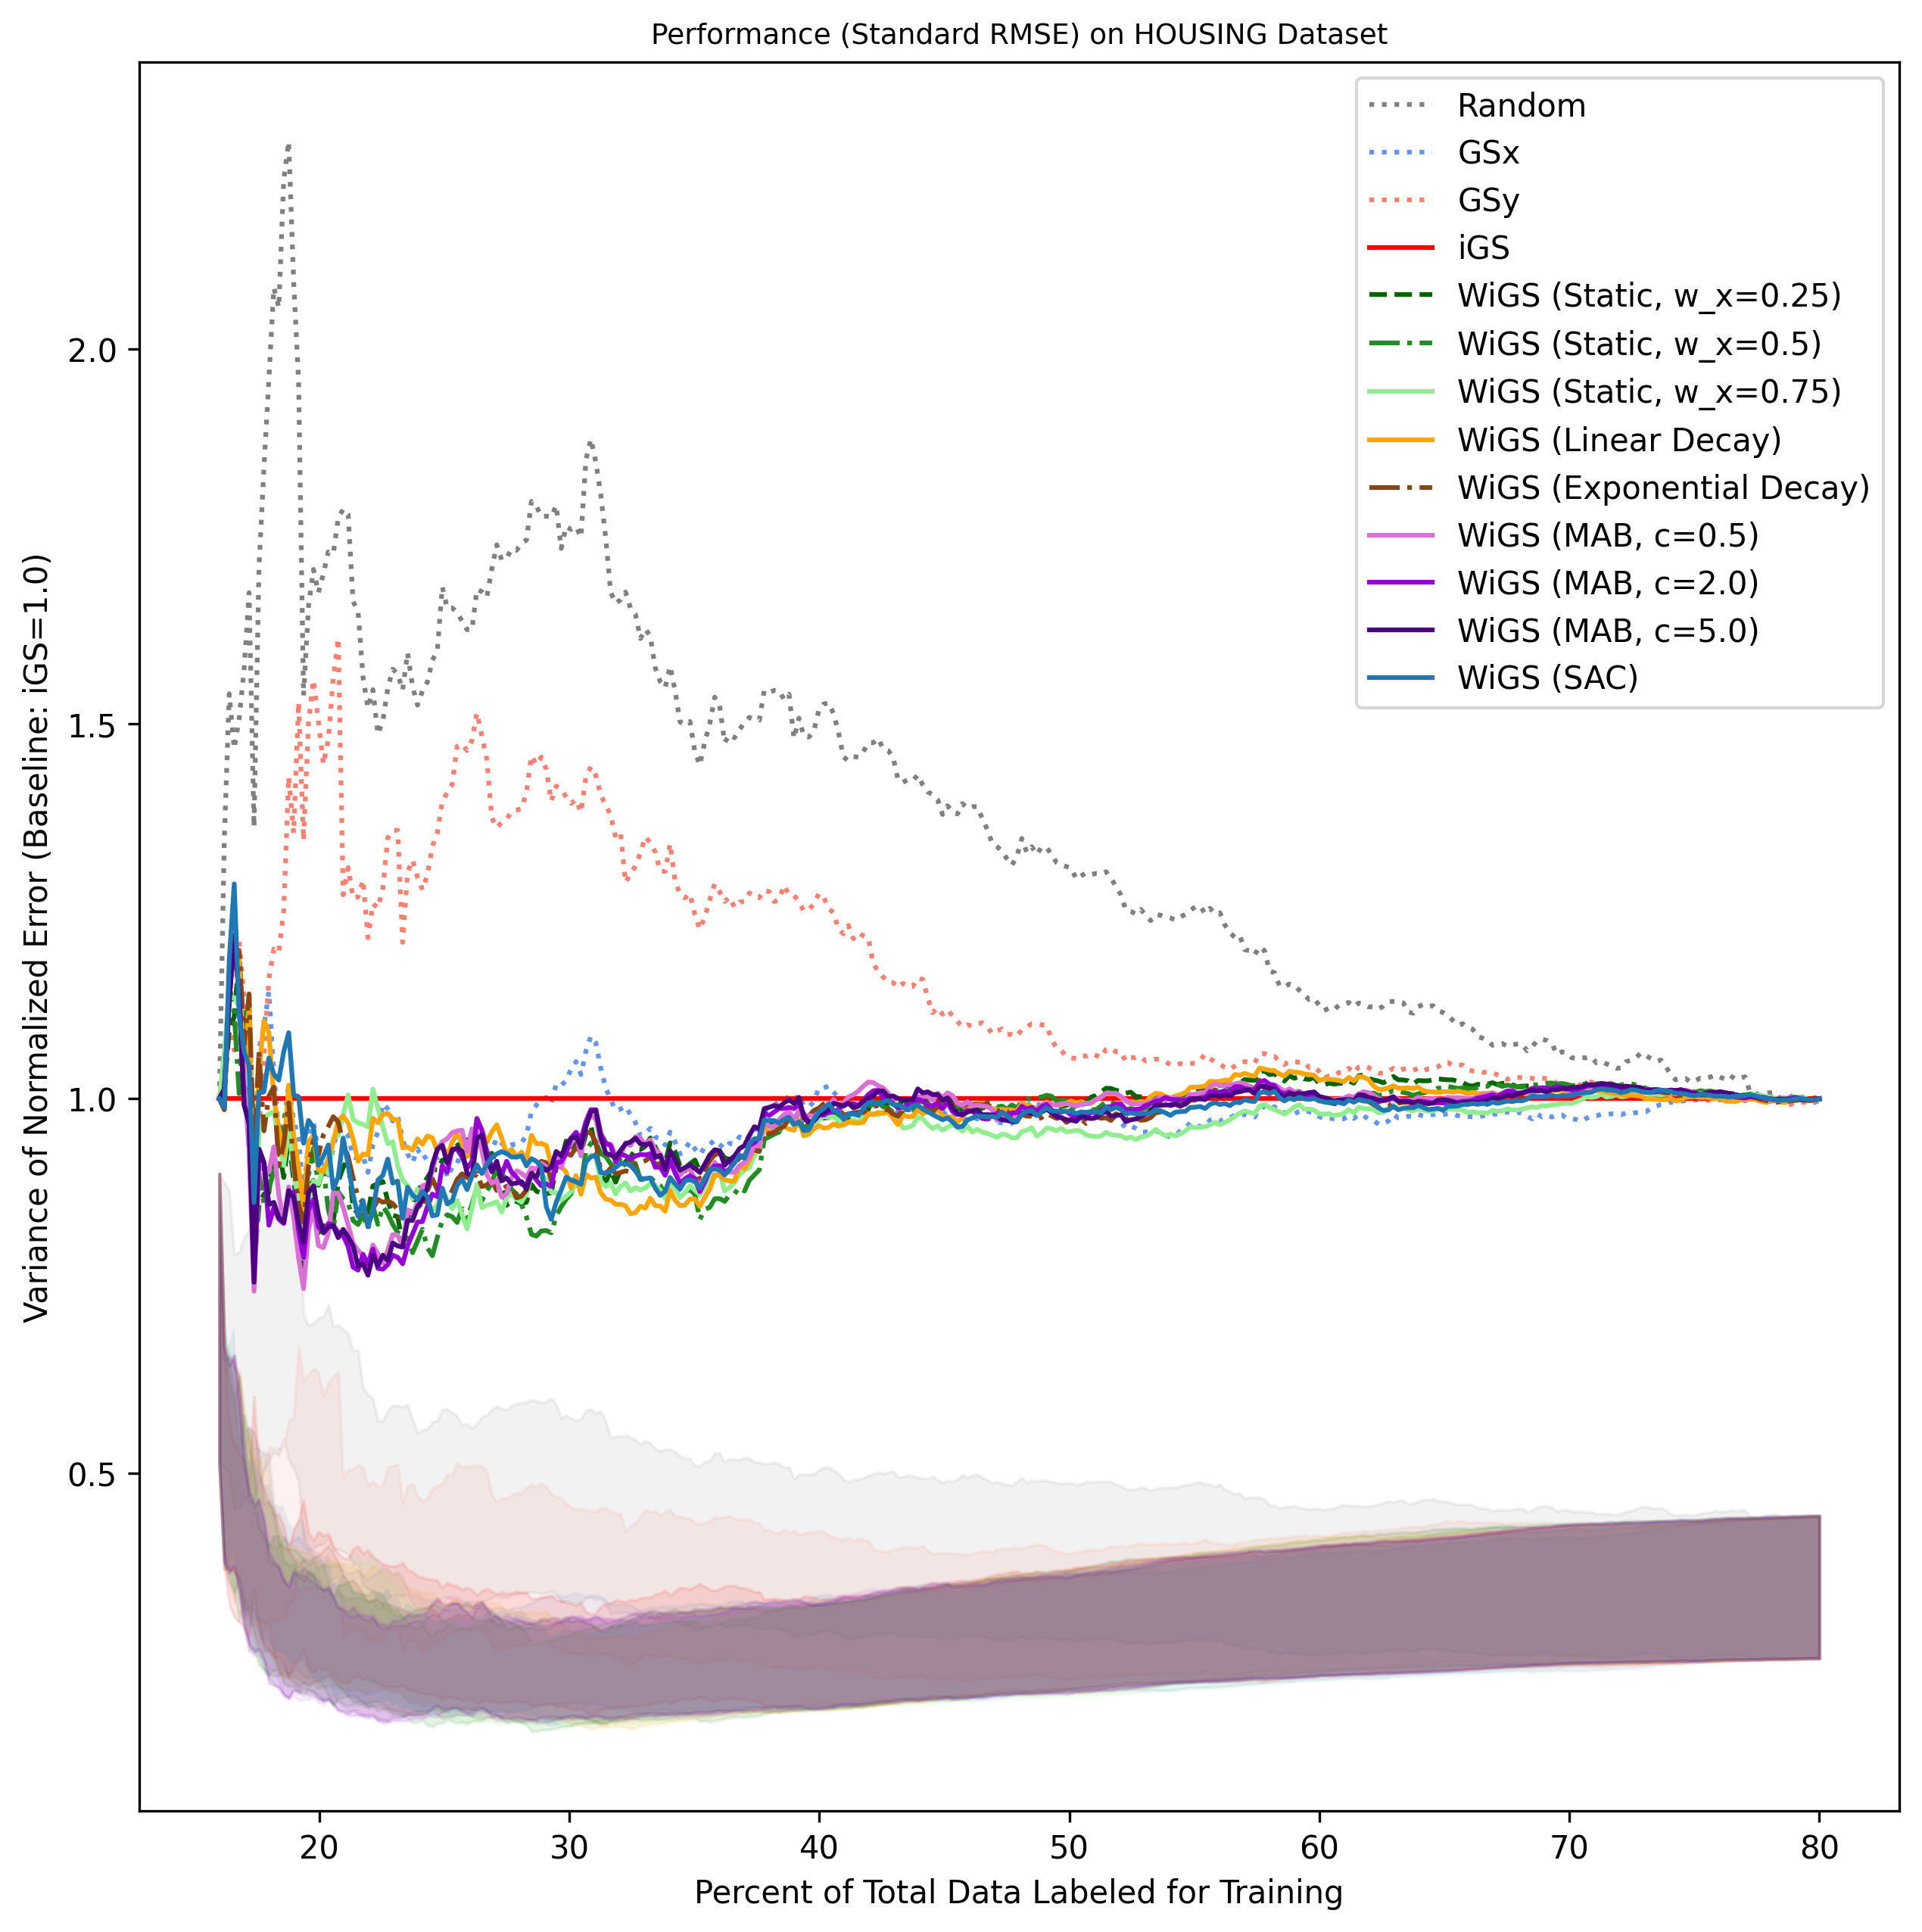 Performance (Standard RMSE) on HOUSING Dataset
Random
GSx
GSy
iGS
WiGS (Static, w_x=0.25)
WiGS (Static, w_x=0.5)
WiGS (Static, w_x=0.75)
WiGS (Linear Decay)
WiGS (Exponential Decay)
WiGS (MAB, c=0.5)
WiGS (MAB, c=2.0)
WiGS (MAB, c=5.0)
WiGS (SAC)
Variance of Normalized Error (Baseline: iGS=1.0)
2.0
1.5
1.0
0.5
20 30 40 50 60 70 80
Percent of Total Data Labeled for Training